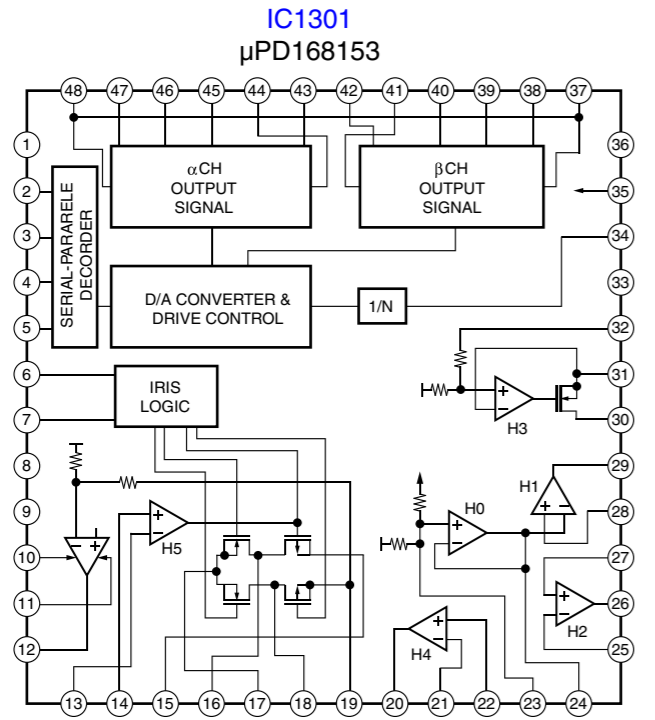 IC1301
µPD168153
48 47 46 45 44 43 42 41 40 39 38 37
1
2
3
4
5
6
7
8
9
10
11
12
36
35
34
33
32
31
30
29
28
27
26
25
αCH
OUTPUT
SIGNAL
βCH
OUTPUT
SIGNAL
SERIAL-PARARELE
DECORDER
D/A CONVERTER &
DRIVE CONTROL
1/N
IRIS
LOGIC
+
−
H3
− +
+
−
H5
+
−
H0
H1
+ −
+
−
H2
+
−
H4
13 14 15 16 17 18 19 20 21 22 23 24